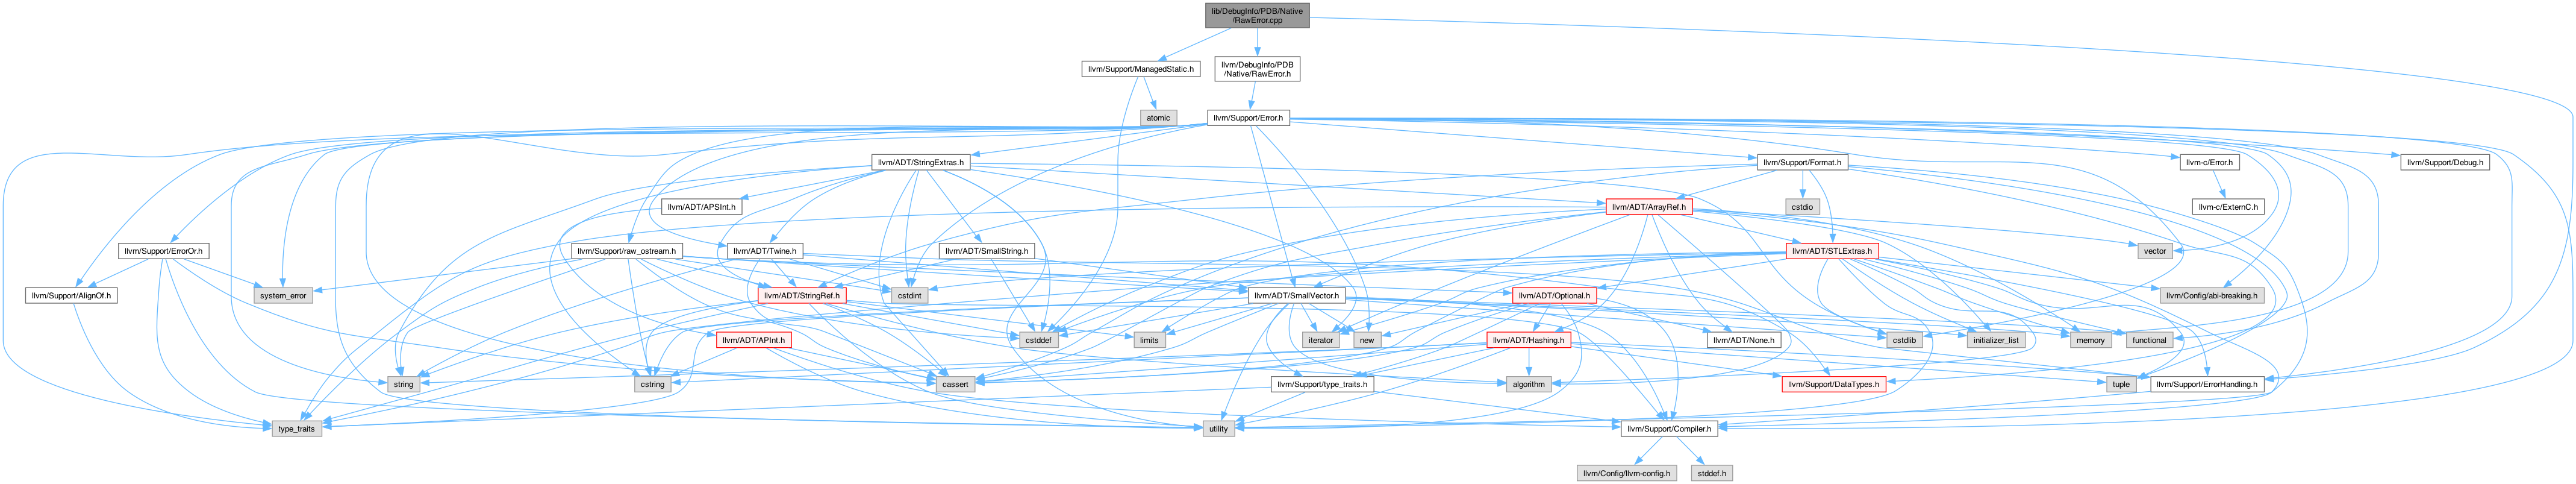 lib/DebugInfo/PDB/Native
/RawError.cpp
llvm/Support/ManagedStatic.h
llvm/DebugInfo/PDB
/Native/RawError.h
atomic
llvm/Support/Error.h
llvm/ADT/StringExtras.h
llvm/Support/Format.h
llvm-c/Error.h
llvm/Support/Debug.h
llvm/ADT/APSInt.h
llvm/ADT/ArrayRef.h
cstdio
llvm-c/ExternC.h
llvm/Support/ErrorOr.h
llvm/Support/raw_ostream.h
llvm/ADT/Twine.h
llvm/ADT/SmallString.h
llvm/ADT/STLExtras.h
vector
llvm/Support/AlignOf.h
system_error
llvm/ADT/StringRef.h
cstdint
llvm/ADT/SmallVector.h
llvm/ADT/Optional.h
llvm/Config/abi-breaking.h
llvm/ADT/APInt.h
cstddef
limits
iterator
new
llvm/ADT/Hashing.h
llvm/ADT/None.h
cstdlib
initializer_list
memory
functional
string
cstring
cassert
llvm/Support/type_traits.h
algorithm
llvm/Support/DataTypes.h
tuple
llvm/Support/ErrorHandling.h
type_traits
utility
llvm/Support/Compiler.h
llvm/Config/llvm-config.h
stddef.h